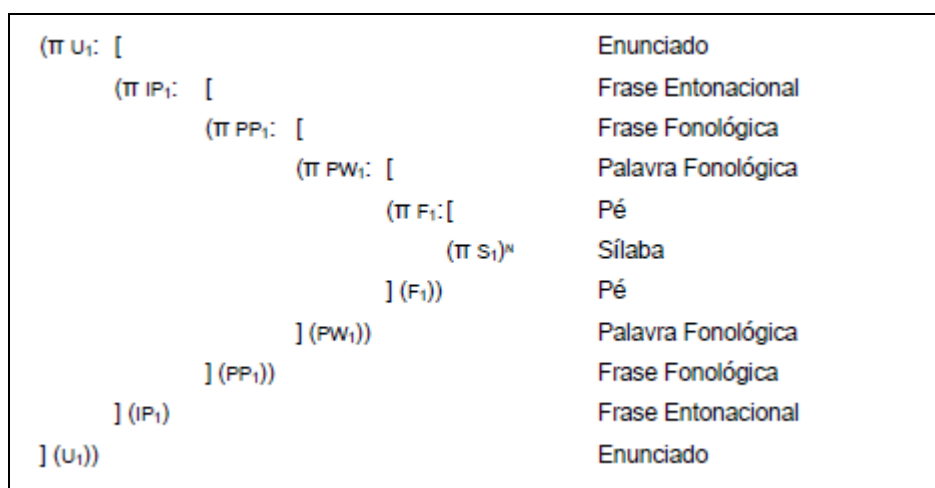 (π U₁: [ Enunciado
(π IP₁: [ Frase Entonacional
(π PP₁: [ Frase Fonológica
(π PW₁: [ Palavra Fonológica
(π F₁:[ Pé
(π S₁)ᴺ Sílaba
] (F₁)) Pé
] (PW₁)) Palavra Fonológica
] (PP₁)) Frase Fonológica
] (IP₁) Frase Entonacional
] (U₁)) Enunciado